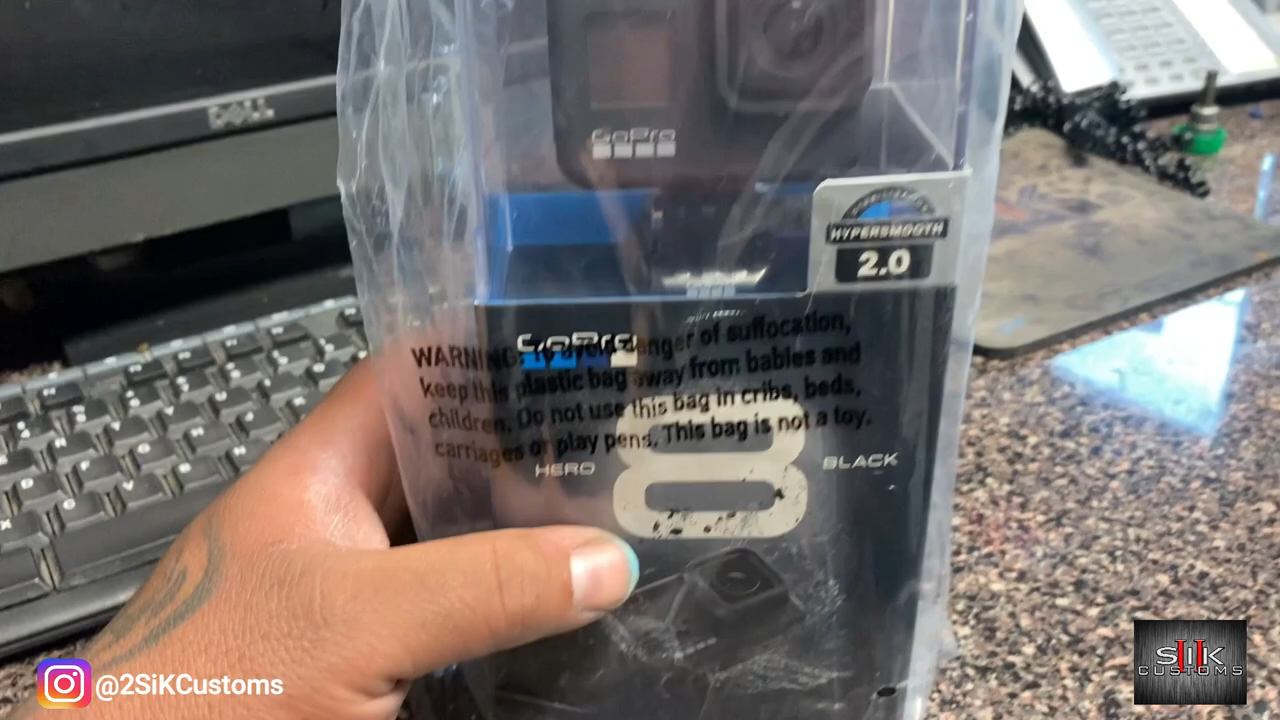 DELL
GoPro
HYPERSMOOTH
2.0
GoPro
WARNING: To avoid danger of suffocation,
keep this plastic bag away from babies and
children. Do not use this bag in cribs, beds,
carriages or play pens. This bag is not a toy.
HERO
8
BLACK
@2SiKCustoms
SiiK
CUSTOMS